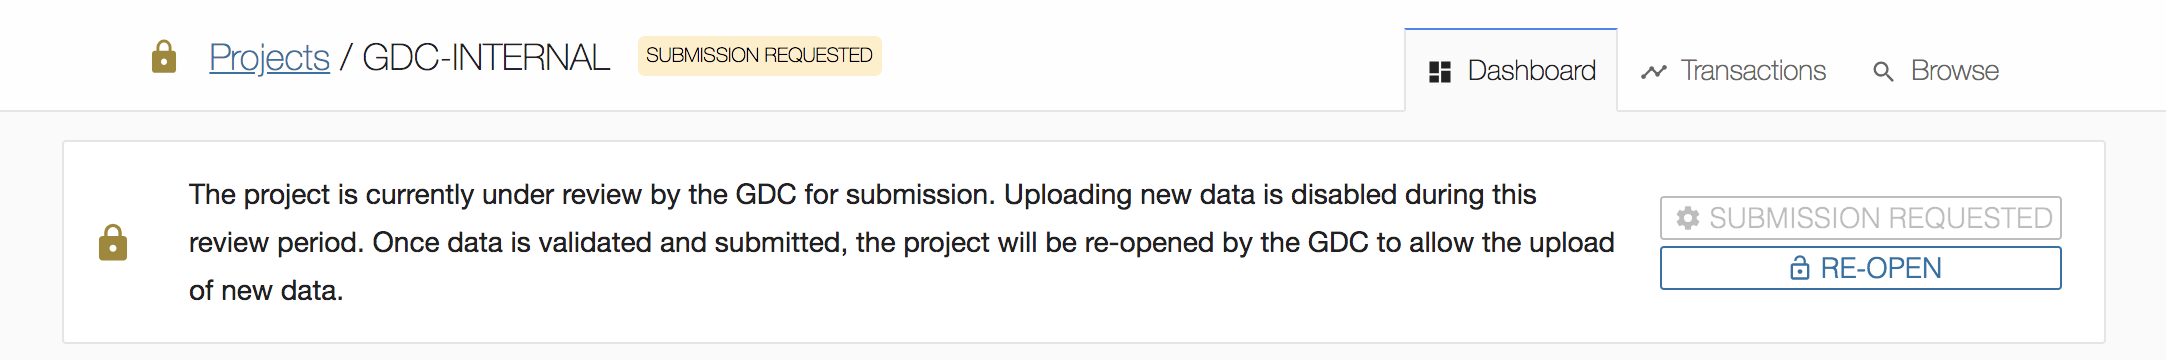 Projects / GDC-INTERNAL SUBMISSION REQUESTED
Dashboard Transactions Browse
The project is currently under review by the GDC for submission. Uploading new data is disabled during this
review period. Once data is validated and submitted, the project will be re-opened by the GDC to allow the upload
of new data.
SUBMISSION REQUESTED
RE-OPEN